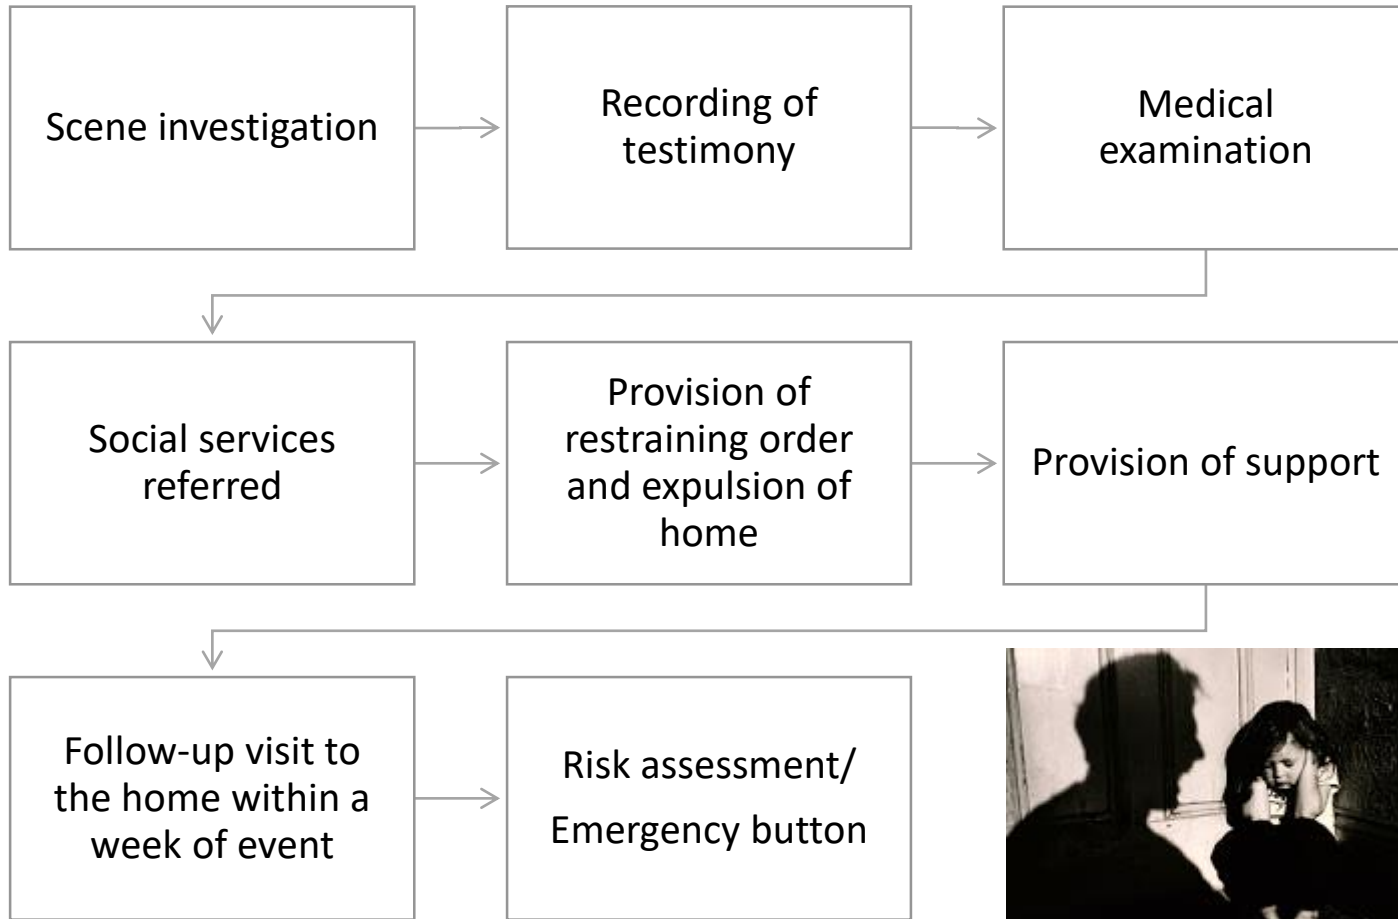 Scene investigation
Recording of
testimony
Medical
examination
Social services
referred
Provision of
restraining order
and expulsion of
home
Provision of support
Follow-up visit to
the home within a
week of event
Risk assessment/
Emergency button